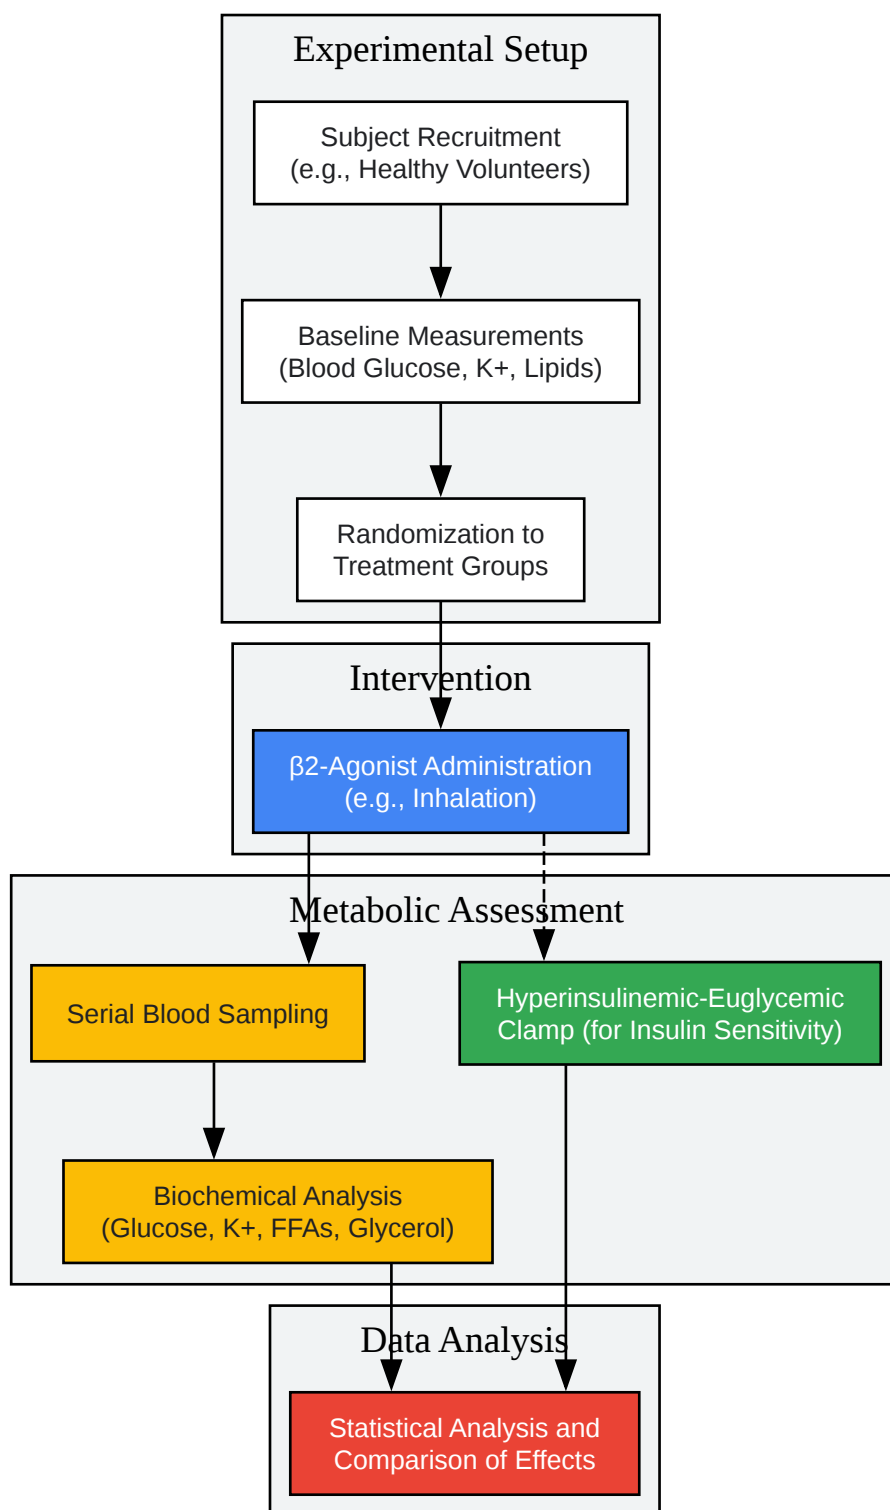 Experimental Setup
Subject Recruitment
(e.g., Healthy Volunteers)
Baseline Measurements
(Blood Glucose, K+, Lipids)
Randomization to
Treatment Groups
Intervention
β2-Agonist Administration
(e.g., Inhalation)
Metabolic Assessment
Serial Blood Sampling
Hyperinsulinemic-Euglycemic
Clamp (for Insulin Sensitivity)
Biochemical Analysis
(Glucose, K+, FFAs, Glycerol)
Data Analysis
Statistical Analysis and
Comparison of Effects